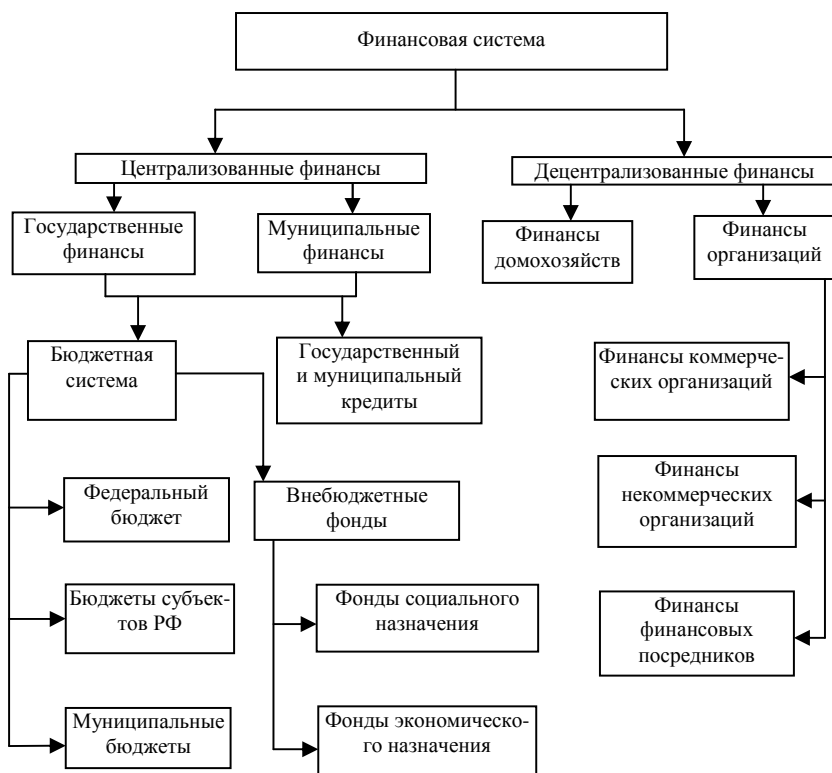 Финансовая система
Централизованные финансы
Децентрализованные финансы
Государственные
финансы
Муниципальные
финансы
Финансы
домохозяйств
Финансы
организаций
Бюджетная
система
Государственный
и муниципальный
кредиты
Финансы коммерче-
ских организаций
Федеральный
бюджет
Внебюджетные
фонды
Финансы
некоммерческих
организаций
Бюджеты субъек-
тов РФ
Фонды социального
назначения
Финансы
финансовых
посредников
Муниципальные
бюджеты
Фонды экономическо-
го назначения